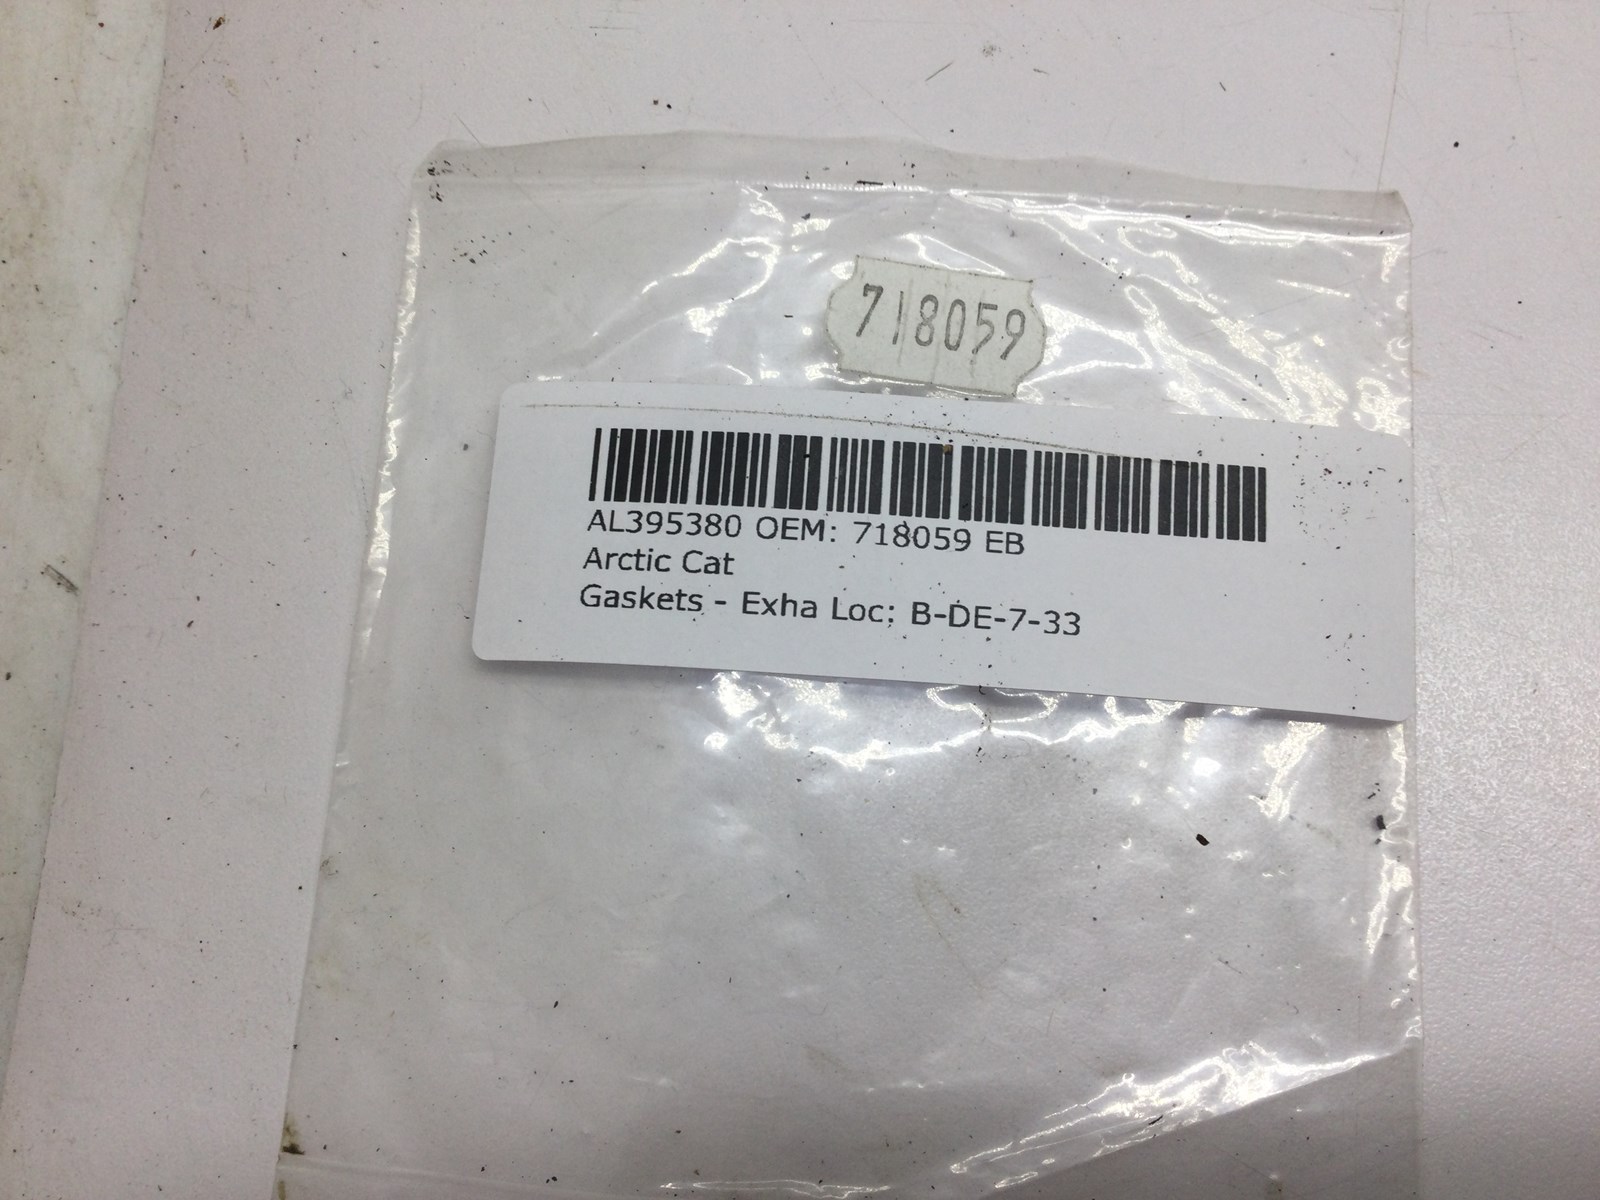 718059
AL395380 OEM: 718059 EB
Arctic Cat
Gaskets - Exha Loc: B-DE-7-33